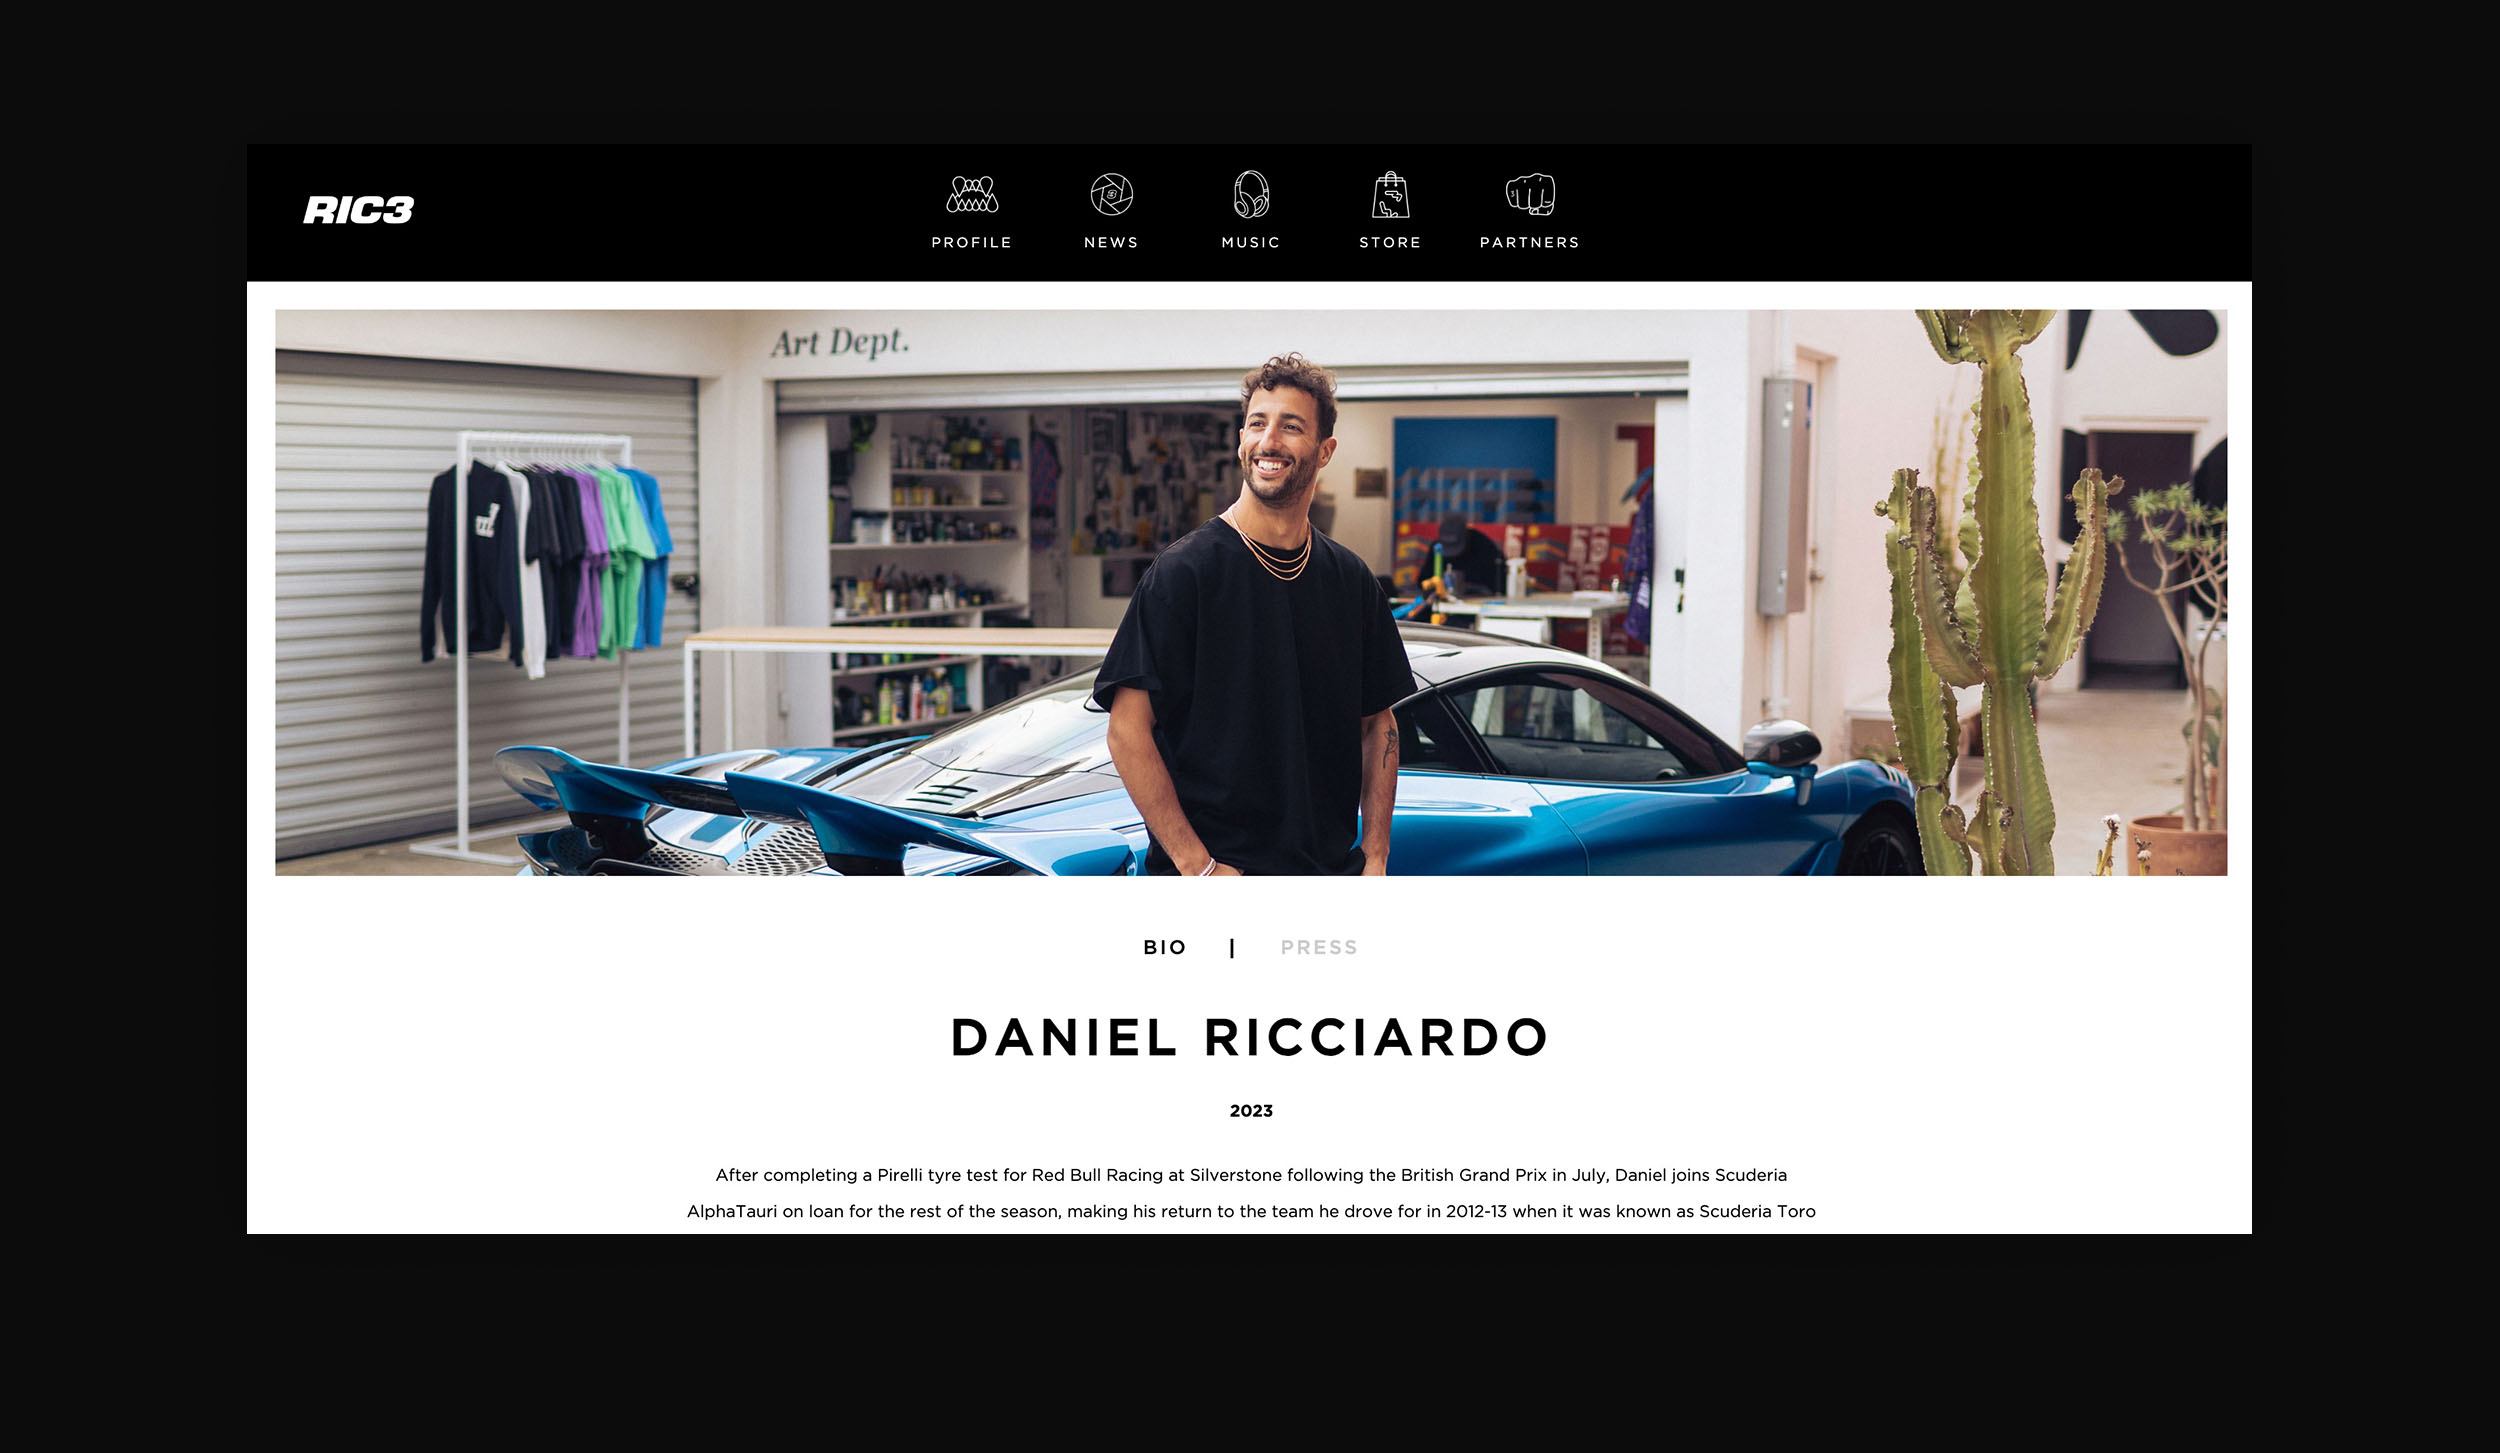 RIC3
PROFILE
NEWS
MUSIC
STORE
PARTNERS
Art Dept.
BIO | PRESS
DANIEL RICCIARDO
2023
After completing a Pirelli tyre test for Red Bull Racing at Silverstone following the British Grand Prix in July, Daniel joins Scuderia
AlphaTauri on loan for the rest of the season, making his return to the team he drove for in 2012-13 when it was known as Scuderia Toro